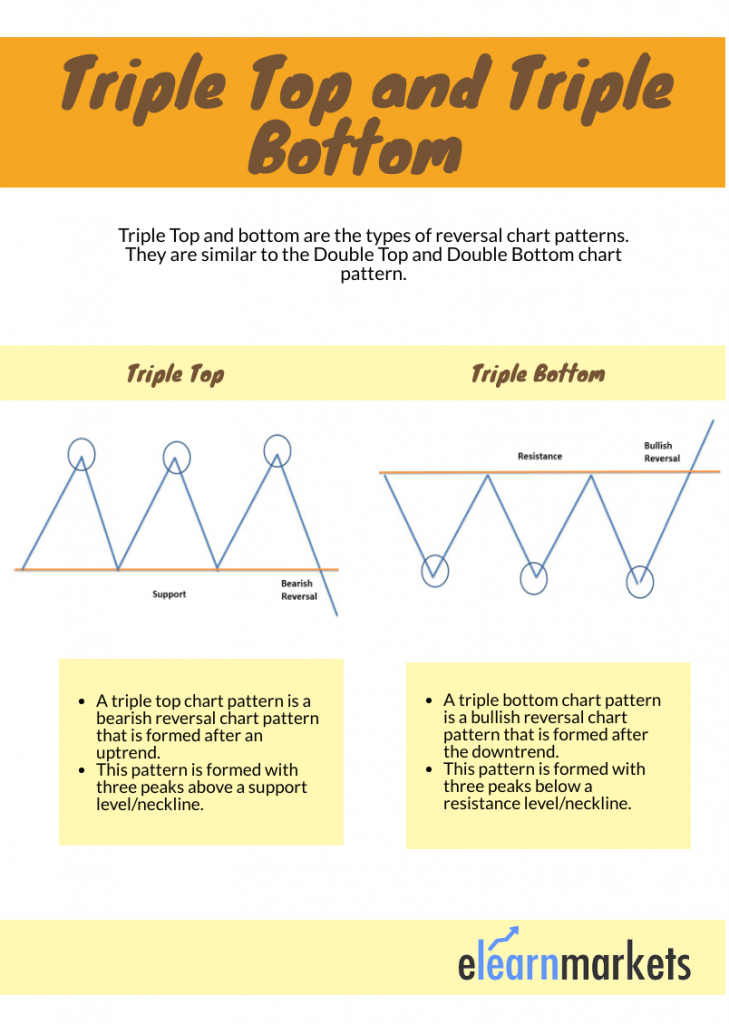 Triple Top and Triple
Bottom
Triple Top and bottom are the types of reversal chart patterns.
They are similar to the Double Top and Double Bottom chart
pattern.
Triple Top
Triple Bottom
Support
Bearish
Reversal
Resistance
Bullish
Reversal
• A triple top chart pattern is a
bearish reversal chart pattern
that is formed after an
uptrend.
• This pattern is formed with
three peaks above a support
level/neckline.
• A triple bottom chart pattern
is a bullish reversal chart
pattern that is formed after
the downtrend.
• This pattern is formed with
three peaks below a
resistance level/neckline.
elearnmarkets